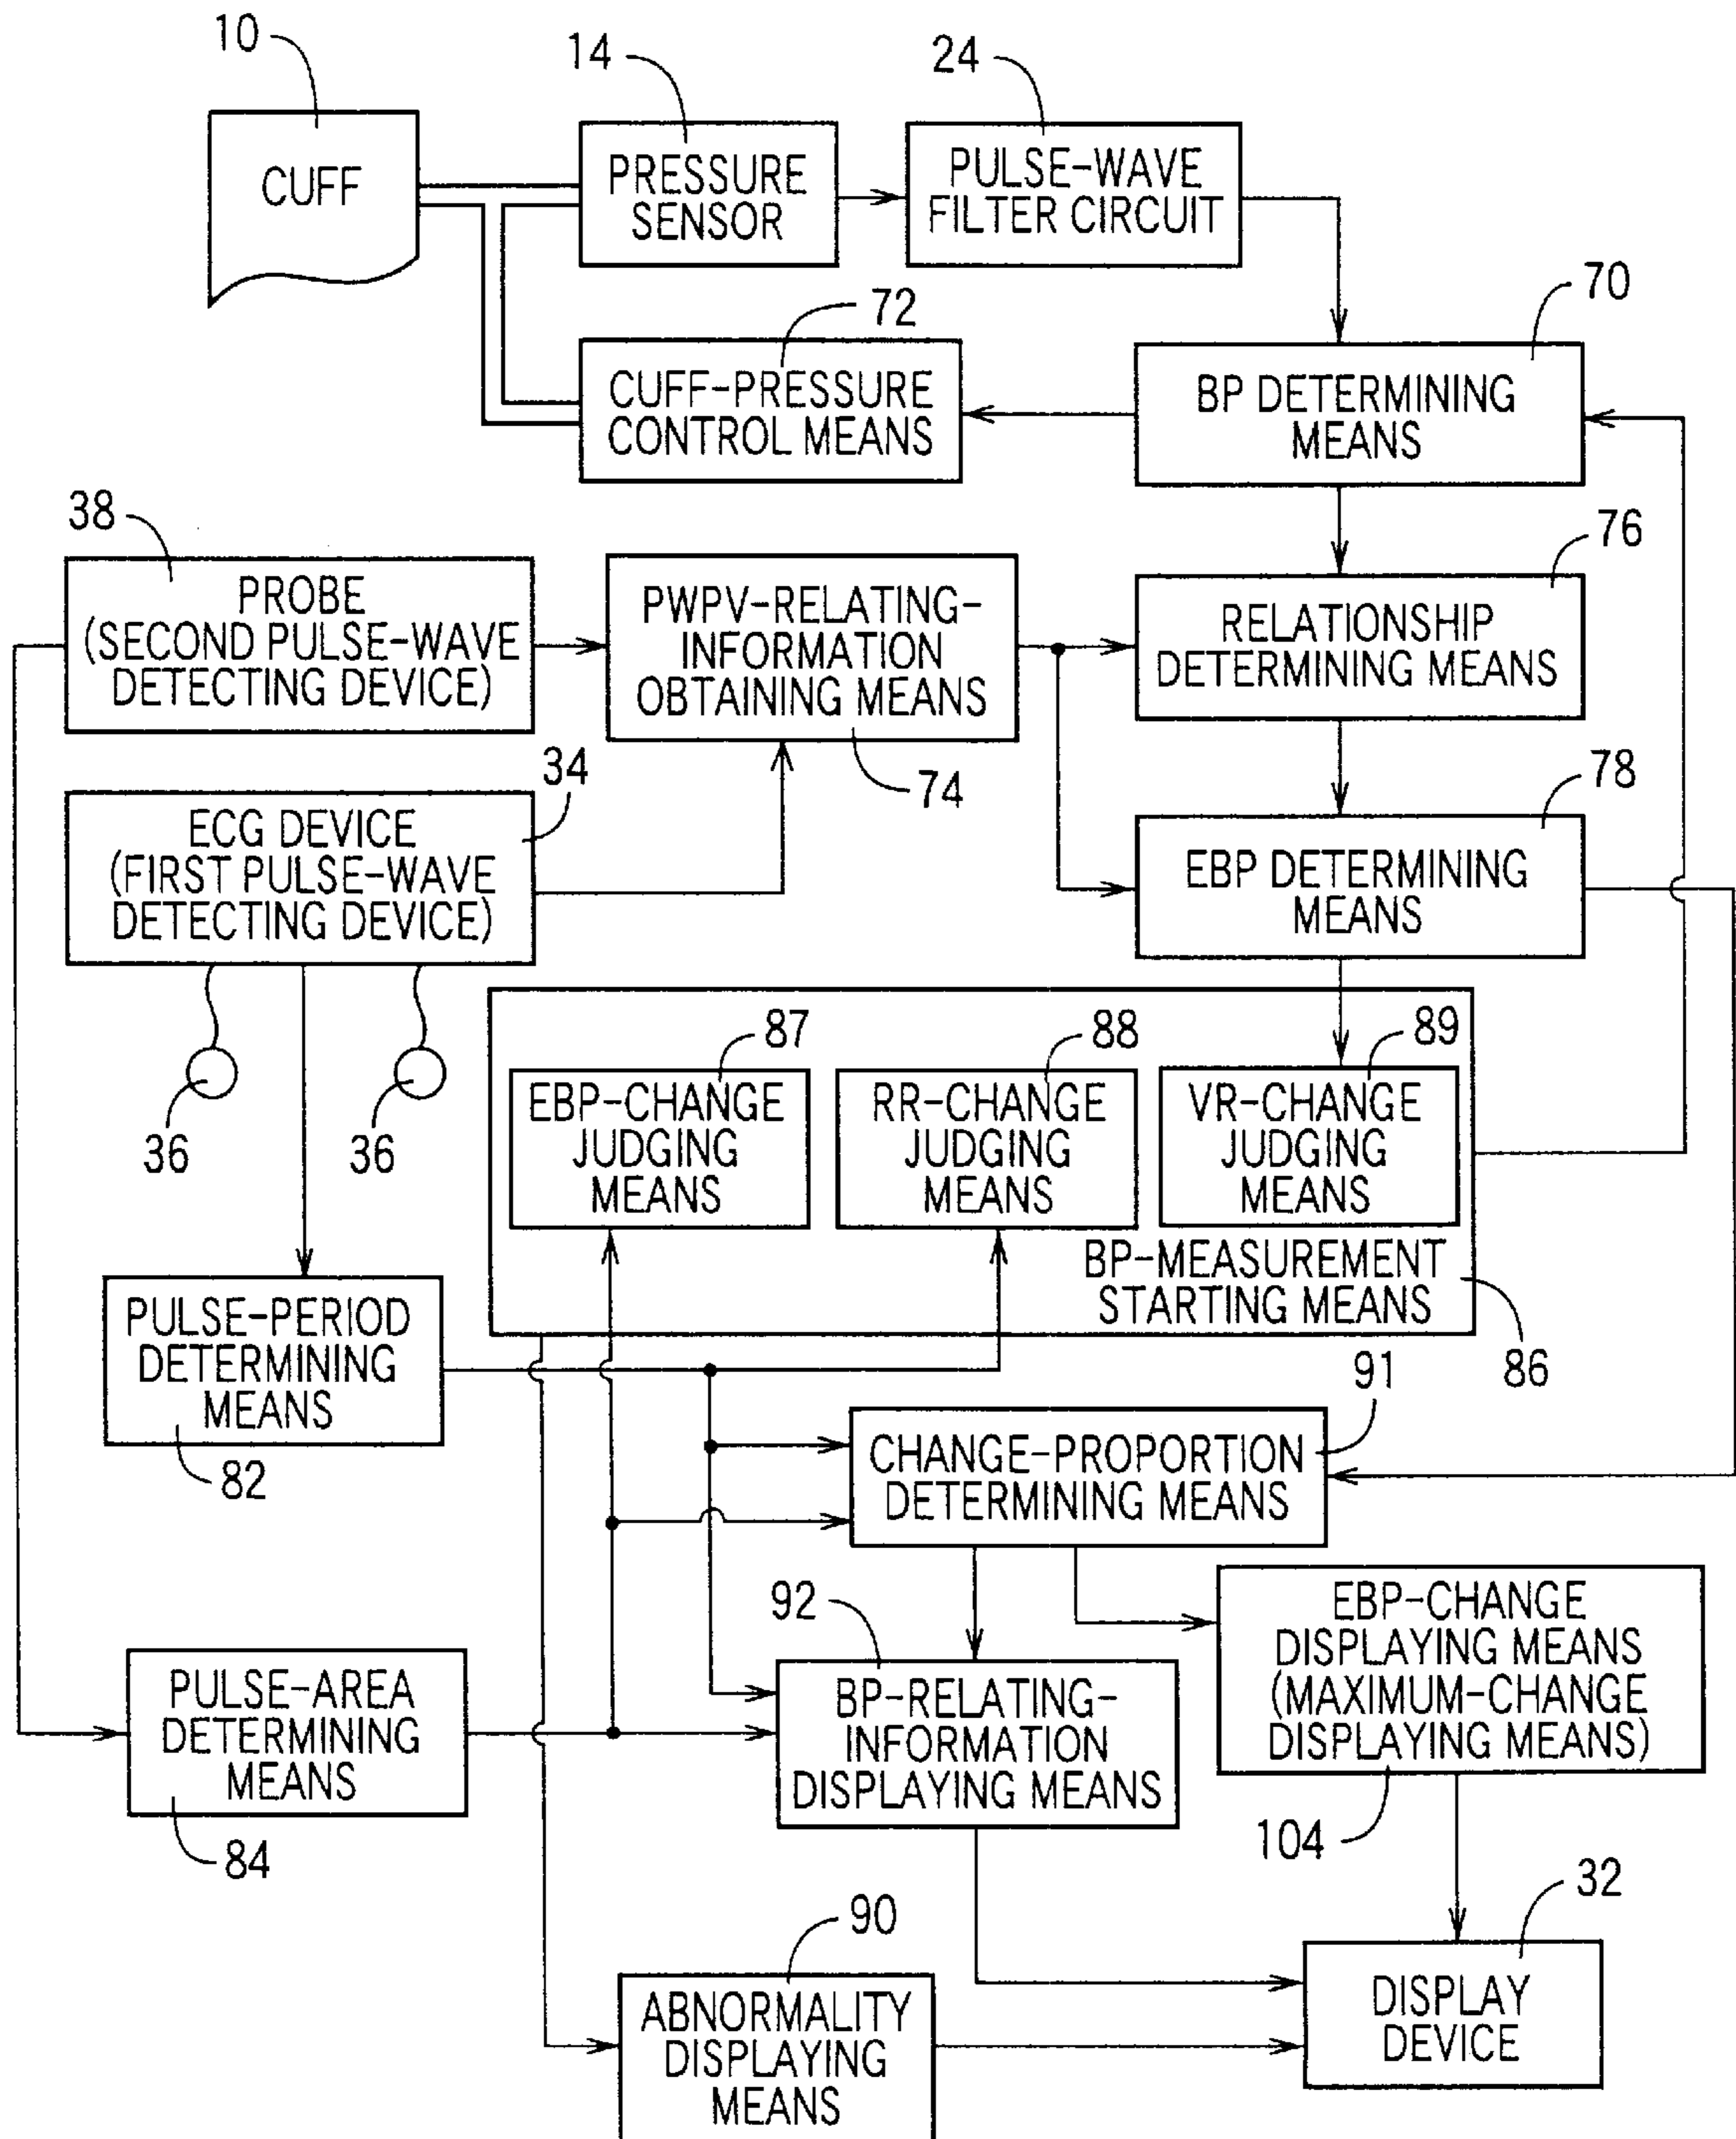 10
14
24
CUFF
PRESSURE
SENSOR
PULSE-WAVE
FILTER CIRCUIT
72
70
CUFF-PRESSURE
CONTROL MEANS
BP DETERMINING
MEANS
38
76
PROBE
(SECOND PULSE-WAVE
DETECTING DEVICE)
PWPV-RELATING-
INFORMATION
OBTAINING MEANS
RELATIONSHIP
DETERMINING MEANS
34
74
78
ECG DEVICE
(FIRST PULSE-WAVE
DETECTING DEVICE)
EBP DETERMINING
MEANS
36
36
87
88
89
EBP-CHANGE
JUDGING
MEANS
RR-CHANGE
JUDGING
MEANS
VR-CHANGE
JUDGING
MEANS
BP-MEASUREMENT
STARTING MEANS
86
PULSE-PERIOD
DETERMINING
MEANS
82
91
CHANGE-PROPORTION
DETERMINING MEANS
92
EBP-CHANGE
DISPLAYING MEANS
(MAXIMUM-CHANGE
DISPLAYING MEANS)
104
PULSE-AREA
DETERMINING
MEANS
84
BP-RELATING-
INFORMATION
DISPLAYING MEANS
90
32
ABNORMALITY
DISPLAYING
MEANS
DISPLAY
DEVICE